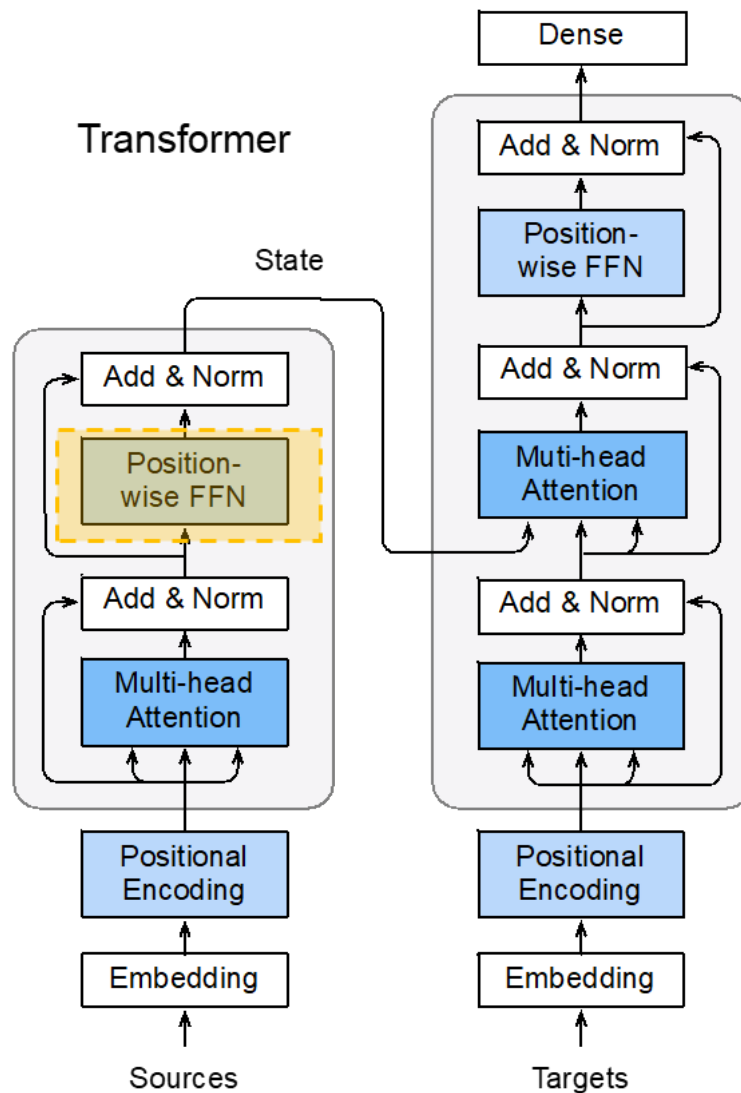 Transformer
State
Add & Norm
Position-
wise FFN
Add & Norm
Multi-head
Attention
Positional
Encoding
Embedding
Sources
Dense
Add & Norm
Position-
wise FFN
Add & Norm
Muti-head
Attention
Add & Norm
Multi-head
Attention
Positional
Encoding
Embedding
Targets